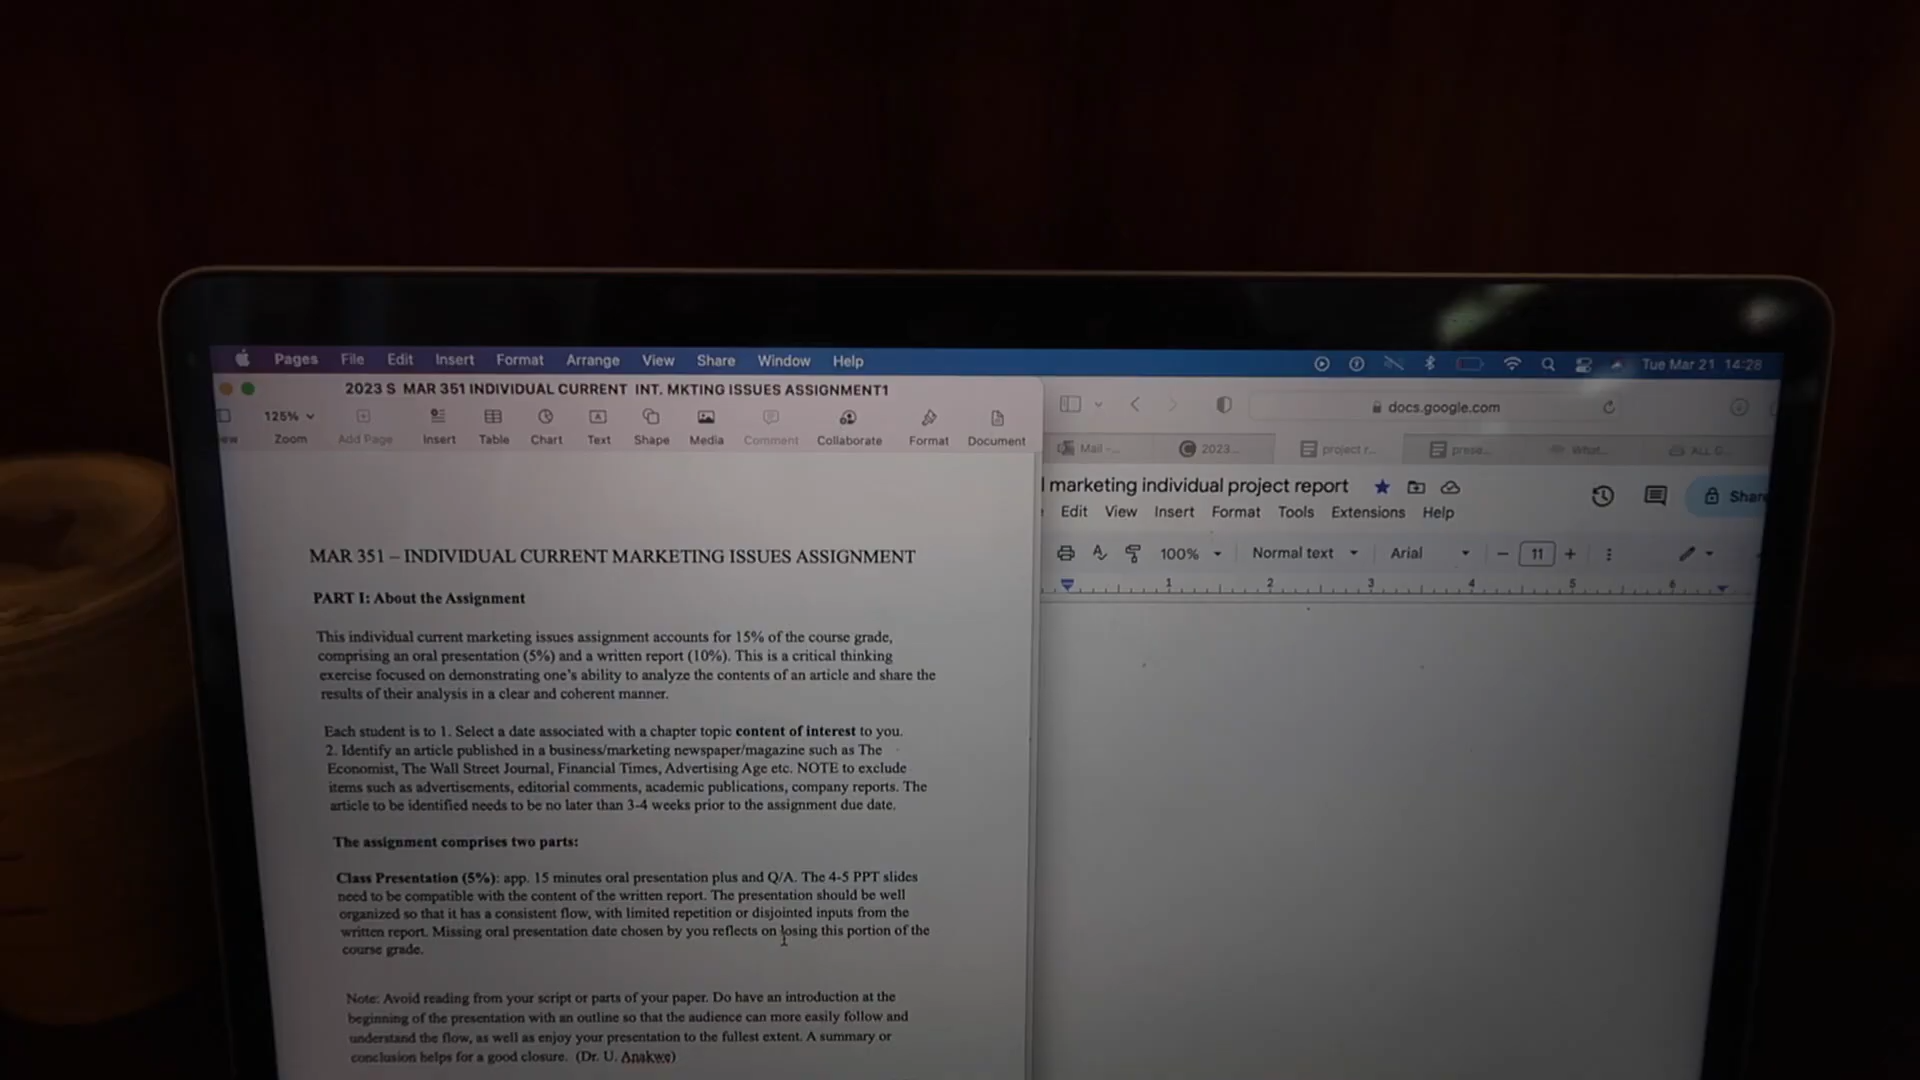 Pages File Edit Insert Format Arrange View Share Window Help
Tue Mar 21 14:28
2023 S MAR 351 INDIVIDUAL CURRENT INT. MKTING ISSUES ASSIGNMENT1
125%
Zoom Add Page Insert Table Chart Text Shape Media Comment Collaborate Format Document
MAR 351 – INDIVIDUAL CURRENT MARKETING ISSUES ASSIGNMENT
PART I: About the Assignment
This individual current marketing issues assignment accounts for 15% of the course grade,
comprising an oral presentation (5%) and a written report (10%). This is a critical thinking
exercise focused on demonstrating one's ability to analyze the contents of an article and share the
results of their analysis in a clear and coherent manner.
Each student is to 1. Select a date associated with a chapter topic content of interest to you.
2. Identify an article published in a business/marketing newspaper/magazine such as The
Economist, The Wall Street Journal, Financial Times, Advertising Age etc. NOTE to exclude
items such as advertisements, editorial comments, academic publications, company reports. The
article to be identified needs to be no later than 3-4 weeks prior to the assignment due date.
The assignment comprises two parts:
Class Presentation (5%): app. 15 minutes oral presentation plus and Q/A. The 4-5 PPT slides
need to be compatible with the content of the written report. The presentation should be well
organized so that it has a consistent flow, with limited repetition or disjointed inputs from the
written report. Missing oral presentation date chosen by you reflects on losing this portion of the
course grade.
Note: Avoid reading from your script or parts of your paper. Do have an introduction at the
beginning of the presentation with an outline so that the audience can more easily follow and
understand the flow, as well as enjoy your presentation to the fullest extent. A summary or
conclusion helps for a good closure. (Dr. U. Anakwe)
docs.google.com
Mail -... 2023... project r... prese... What... ALL G...
l marketing individual project report
Share
Edit View Insert Format Tools Extensions Help
100% Normal text Arial 11
1 2 3 4 5 6